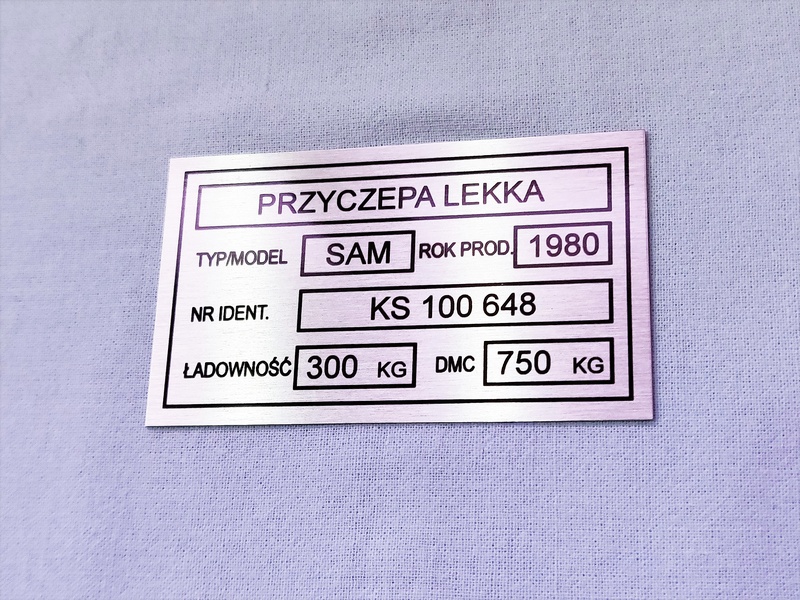 PRZYCZEPA LEKKA
TYP/MODEL SAM ROK PROD. 1980
NR IDENT. KS 100 648
ŁADOWNOŚĆ 300 KG DMC 750 KG